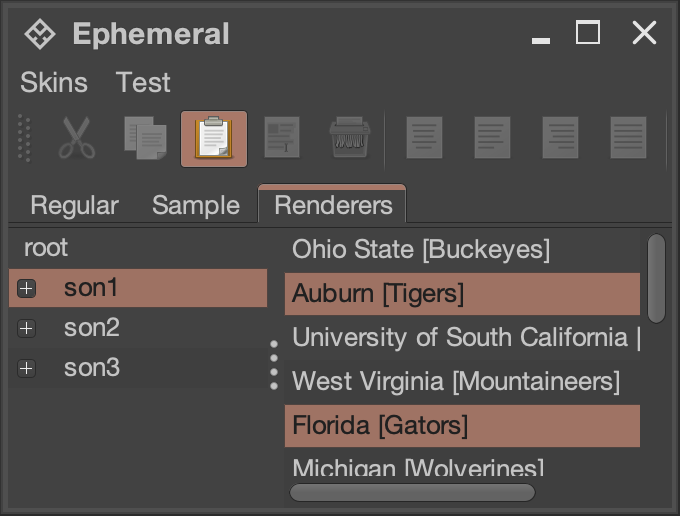 Ephemeral
Skins Test
Regular Sample Renderers
root
son1
son2
son3
Ohio State [Buckeyes]
Auburn [Tigers]
University of South California [
West Virginia [Mountaineers]
Florida [Gators]
Michigan [Wolverines]